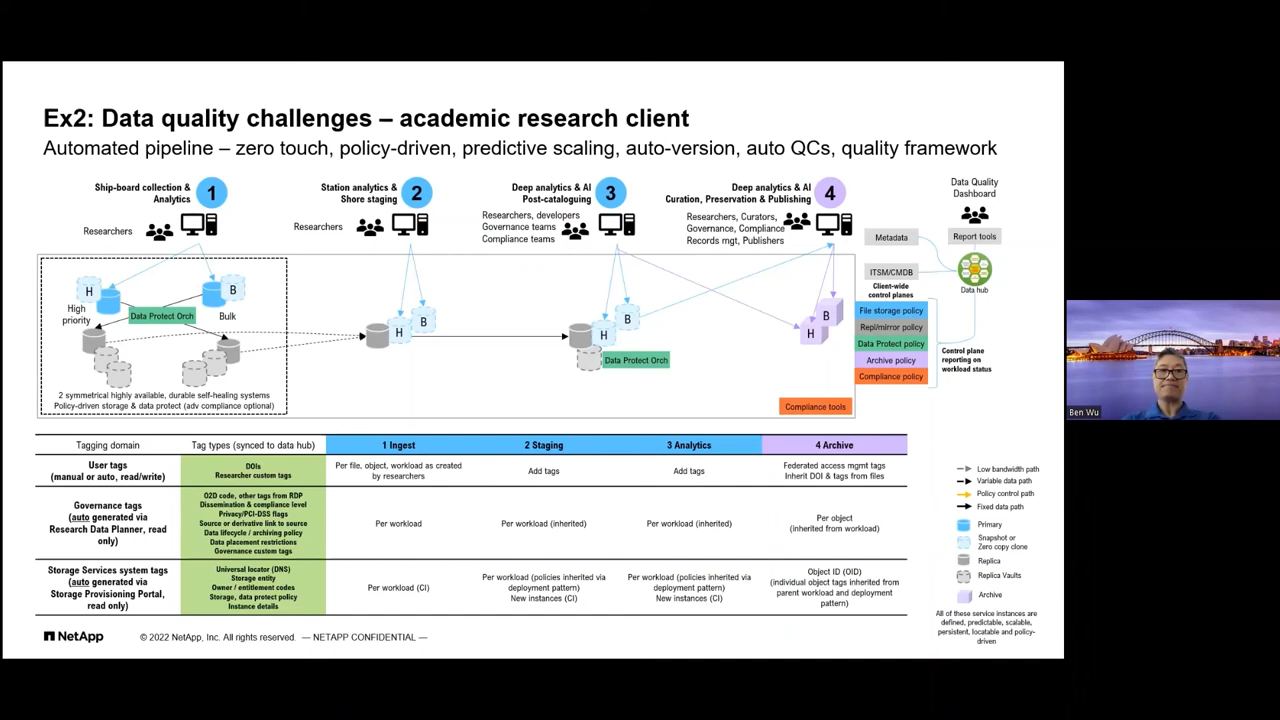 Ex2: Data quality challenges – academic research client
Automated pipeline – zero touch, policy-driven, predictive scaling, auto-version, auto QCs, quality framework
Ship-board collection &
Analytics
1
Researchers
Station analytics &
Shore staging
2
Researchers
Deep analytics & AI
Post-cataloguing
3
Researchers, developers
Governance teams
Compliance teams
Deep analytics & AI
Curation, Preservation & Publishing
4
Researchers, Curators,
Governance, Compliance
Records mgt, Publishers
Data Quality
Dashboard
Metadata
Report tools
ITSM/CMDB
Data hub
Client-wide
control planes
File storage policy
Repl/mirror policy
Data Protect policy
Archive policy
Compliance policy
Control plane
reporting on
workload status
H
High
priority
B
Bulk
Data Protect Orch
2 symmetrical highly available, durable self-healing systems
Policy-driven storage & data protect (adv compliance optional)
H
B
H
B
Data Protect Orch
B
H
Compliance tools
Ben Wu
Tagging domain
Tag types (synced to data hub)
1 Ingest
2 Staging
3 Analytics
4 Archive
User tags
(manual or auto, read/write)
DOIs
Researcher custom tags
Per file, object, workload as created
by researchers
Add tags
Add tags
Federated access mgmt tags
Inherit DOI & tags from files
Governance tags
(auto generated via
Research Data Planner, read
only)
O2D code, other tags from RDP
Dissemination & compliance level
Privacy/PCI-DSS flags
Source or derivative link to source
Data lifecycle / archiving policy
Data placement restrictions
Governance custom tags
Per workload
Per workload (inherited)
Per workload (inherited)
Per object
(inherited from workload)
Storage Services system tags
(auto generated via
Storage Provisioning Portal,
read only)
Universal locator (DNS)
Storage entity
Owner / entitlement codes
Storage, data protect policy
Instance details
Per workload (CI)
Per workload (policies inherited via
deployment pattern)
New instances (CI)
Per workload (policies inherited via
deployment pattern)
New instances (CI)
Object ID (OID)
(individual object tags inherited from
parent workload and deployment
pattern)
Low bandwidth path
Variable data path
Policy control path
Fixed data path
Primary
Snapshot or
Zero copy clone
Replica
Replica Vaults
Archive
All of these service instances are
defined, predictable, scalable,
persistent, locatable and policy-
driven
NetApp
© 2022 NetApp, Inc. All rights reserved. — NETAPP CONFIDENTIAL —